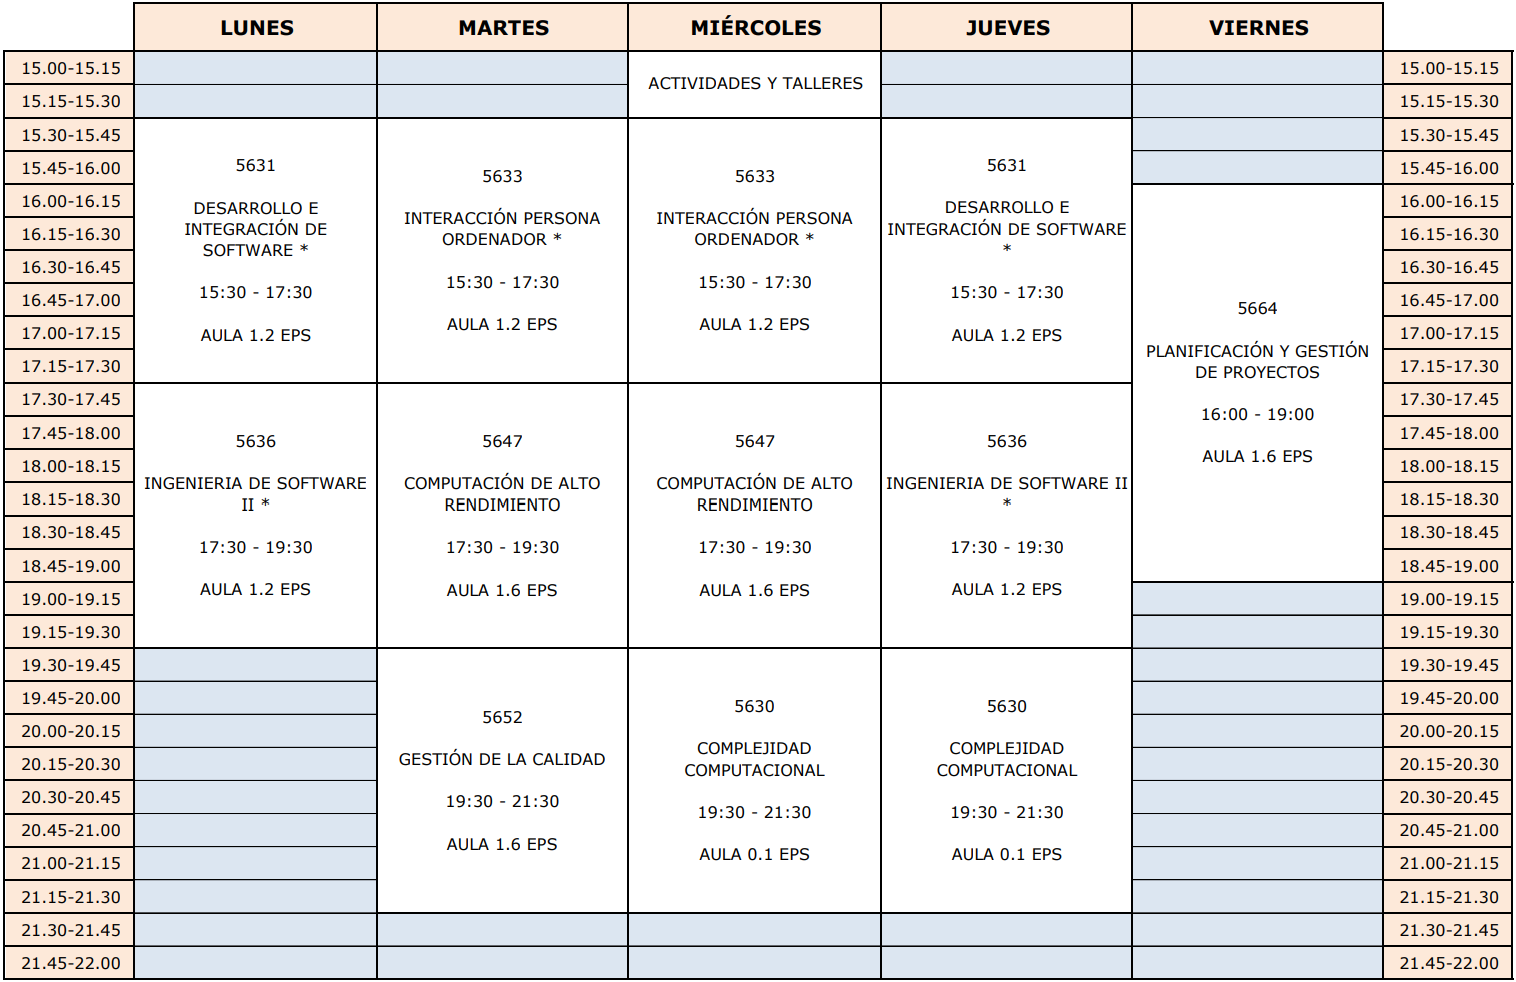 LUNES
MARTES
MIÉRCOLES
JUEVES
VIERNES
15.00-15.15
ACTIVIDADES Y TALLERES
15.00-15.15
15.15-15.30
15.15-15.30
15.30-15.45
15.30-15.45
15.45-16.00
15.45-16.00
16.00-16.15
16.00-16.15
16.15-16.30
16.15-16.30
16.30-16.45
16.30-16.45
16.45-17.00
16.45-17.00
17.00-17.15
17.00-17.15
17.15-17.30
17.15-17.30
5631
DESARROLLO E
INTEGRACIÓN DE
SOFTWARE *
15:30 - 17:30
AULA 1.2 EPS
5633
INTERACCIÓN PERSONA
ORDENADOR *
15:30 - 17:30
AULA 1.2 EPS
5633
INTERACCIÓN PERSONA
ORDENADOR *
15:30 - 17:30
AULA 1.2 EPS
5631
DESARROLLO E
INTEGRACIÓN DE SOFTWARE
*
15:30 - 17:30
AULA 1.2 EPS
5664
PLANIFICACIÓN Y GESTIÓN
DE PROYECTOS
16:00 - 19:00
AULA 1.6 EPS
17.30-17.45
17.30-17.45
17.45-18.00
17.45-18.00
18.00-18.15
18.00-18.15
18.15-18.30
18.15-18.30
18.30-18.45
18.30-18.45
18.45-19.00
18.45-19.00
19.00-19.15
19.00-19.15
19.15-19.30
19.15-19.30
5636
INGENIERIA DE SOFTWARE
II *
17:30 - 19:30
AULA 1.2 EPS
5647
COMPUTACIÓN DE ALTO
RENDIMIENTO
17:30 - 19:30
AULA 1.6 EPS
5647
COMPUTACIÓN DE ALTO
RENDIMIENTO
17:30 - 19:30
AULA 1.6 EPS
5636
INGENIERIA DE SOFTWARE II
*
17:30 - 19:30
AULA 1.2 EPS
19.30-19.45
19.30-19.45
19.45-20.00
19.45-20.00
20.00-20.15
20.00-20.15
20.15-20.30
20.15-20.30
20.30-20.45
20.30-20.45
20.45-21.00
20.45-21.00
21.00-21.15
21.00-21.15
21.15-21.30
21.15-21.30
5652
GESTIÓN DE LA CALIDAD
19:30 - 21:30
AULA 1.6 EPS
5630
COMPLEJIDAD
COMPUTACIONAL
19:30 - 21:30
AULA 0.1 EPS
5630
COMPLEJIDAD
COMPUTACIONAL
19:30 - 21:30
AULA 0.1 EPS
21.30-21.45
21.30-21.45
21.45-22.00
21.45-22.00